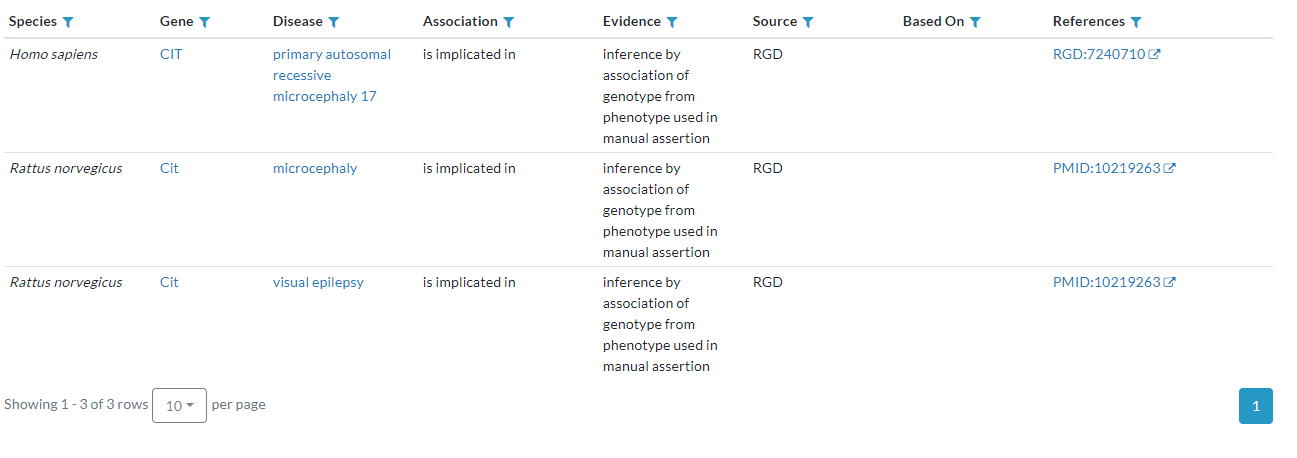 Species Gene Disease Association Evidence Source Based On References
Homo sapiens CIT primary autosomal is implicated in inference by RGD RGD:7240710
recessive association of
microcephaly 17 genotype from
phenotype used in
manual assertion
Rattus norvegicus Cit microcephaly is implicated in inference by RGD PMID:10219263
association of
genotype from
phenotype used in
manual assertion
Rattus norvegicus Cit visual epilepsy is implicated in inference by RGD PMID:10219263
association of
genotype from
phenotype used in
manual assertion
Showing 1 - 3 of 3 rows 10 per page 1